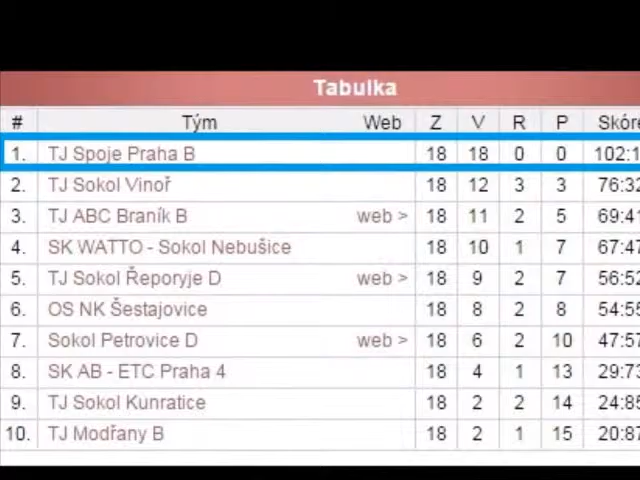 Tabulka
# Tým Web Z V R P Skóre
1. TJ Spoje Praha B 18 18 0 0 102:1
2. TJ Sokol Vinoř 18 12 3 3 76:32
3. TJ ABC Braník B web > 18 11 2 5 69:41
4. SK WATTO - Sokol Nebušice 18 10 1 7 67:47
5. TJ Sokol Řeporyje D web > 18 9 2 7 56:52
6. OS NK Šestajovice 18 8 2 8 54:55
7. Sokol Petrovice D web > 18 6 2 10 47:57
8. SK AB - ETC Praha 4 18 4 1 13 29:73
9. TJ Sokol Kunratice 18 2 2 14 24:85
10. TJ Modřany B 18 2 1 15 20:87